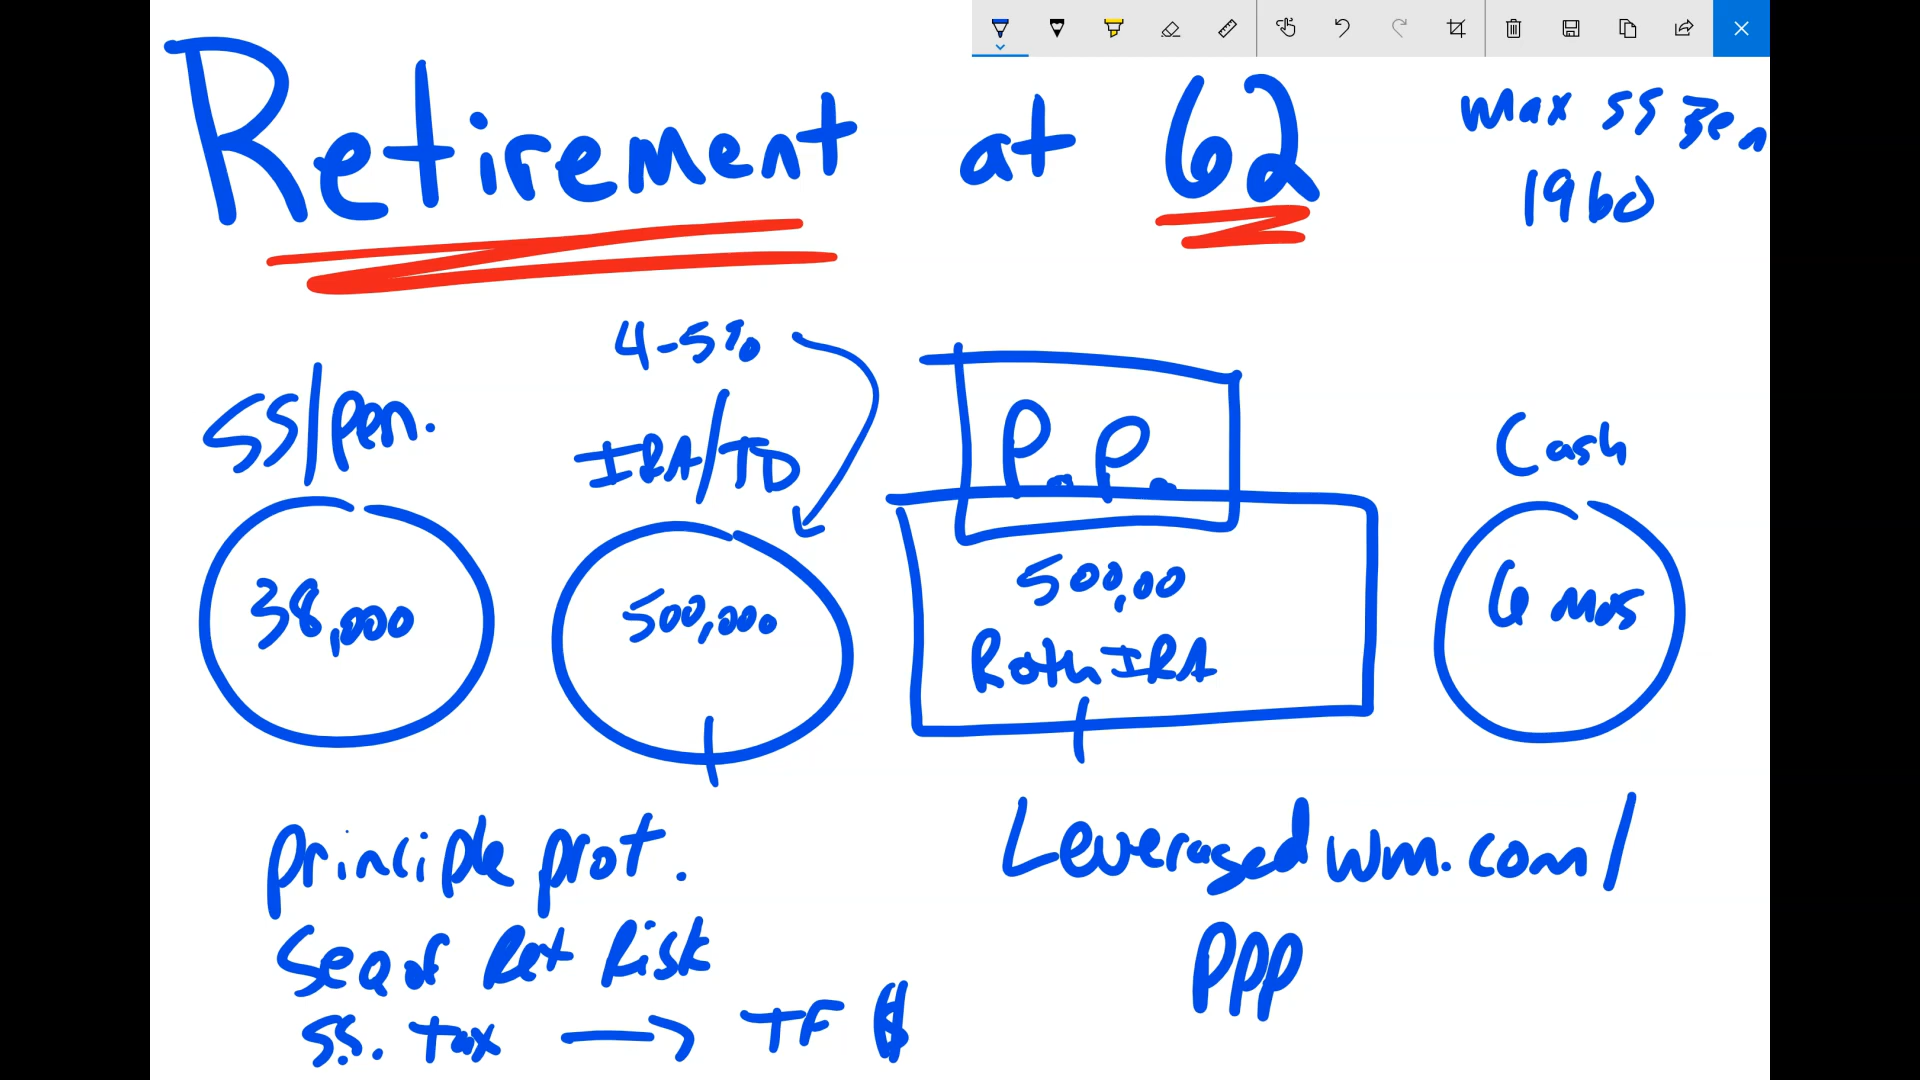 Retirement at 62
max SS Ben
1960
4-5%
SS/pen.
IRA/TD
P.P.
Cash
38,000
500,000
500,00
Roth IRA
6 mos
principle prot.
Seq of Ret Risk
S.S. Tax → TF $
Leveragedwm.com/
PPP